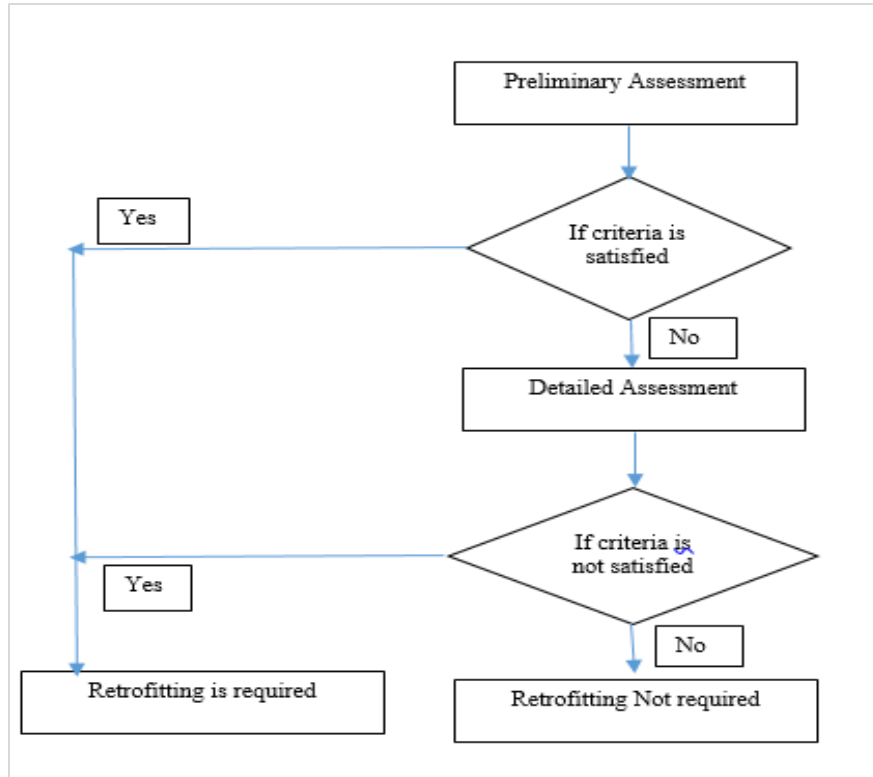 Preliminary Assessment
Yes
If criteria is
satisfied
No
Detailed Assessment
If criteria is
not satisfied
Yes
No
Retrofitting is required
Retrofitting Not required